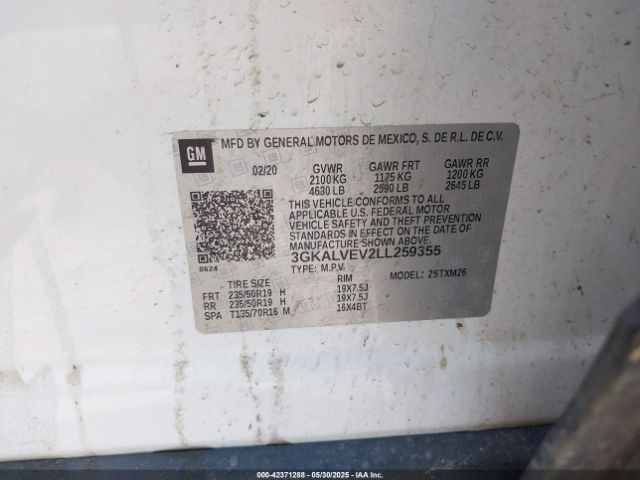 GM
MFD BY GENERAL MOTORS DE MEXICO, S. DE R.L. DE C.V.
02/20 GVWR GAWR FRT GAWR RR
2100 KG 1175 KG 1200 KG
4630 LB 2590 LB 2645 LB
THIS VEHICLE CONFORMS TO ALL
APPLICABLE U.S. FEDERAL MOTOR
VEHICLE SAFETY AND THEFT PREVENTION
STANDARDS IN EFFECT ON THE DATE OF
MANUFACTURE SHOWN ABOVE.
3GKALVEV2LL259355
0624 TYPE: M.P.V. MODEL: 25TXM26
TIRE SIZE RIM
FRT 235/50R19 H 19X7.5J
RR 235/50R19 H 19X7.5J
SPA T135/70R16 M 16X4BT
000-42371288 - 05/30/2025 - IAA, Inc.